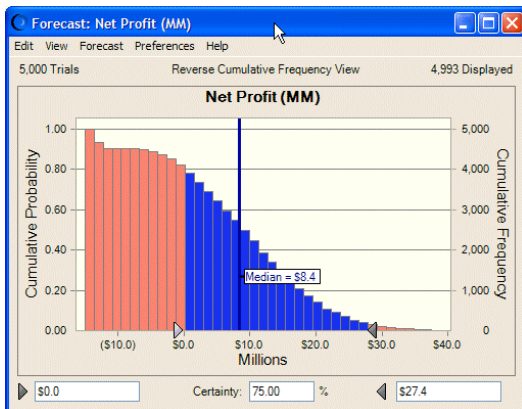 Forecast: Net Profit (MM)
Edit View Forecast Preferences Help
5,000 Trials Reverse Cumulative Frequency View 4,993 Displayed
Net Profit (MM)
Cumulative Probability
1.00
0.80
0.60
0.40
0.20
0.00
Median = $8.4
5,000
4,000
3,000
2,000
1,000
0
Cumulative Frequency
($10.0) $0.0 $10.0 $20.0 $30.0 $40.0
Millions
$0.0 Certainty: 75.00 % $27.4